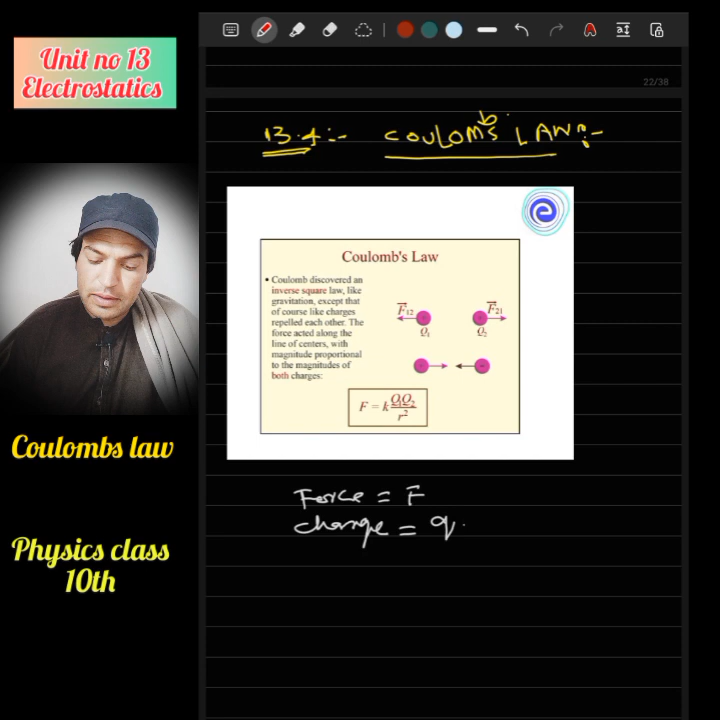 Unit no 13
Electrostatics
22/38
13.4:- COULOMbS LAW:-
Coulomb's Law
• Coulomb discovered an
inverse square law, like
gravitation, except that
of course like charges
repelled each other. The
force acted along the
line of centers, with
magnitude proportional
to the magnitudes of
both charges:
F₁₂
F₂₁
Q₁
Q₂
F = k Q₁Q₂ / r²
Coulombs law
Force = F
charge = q.
Physics class
10th